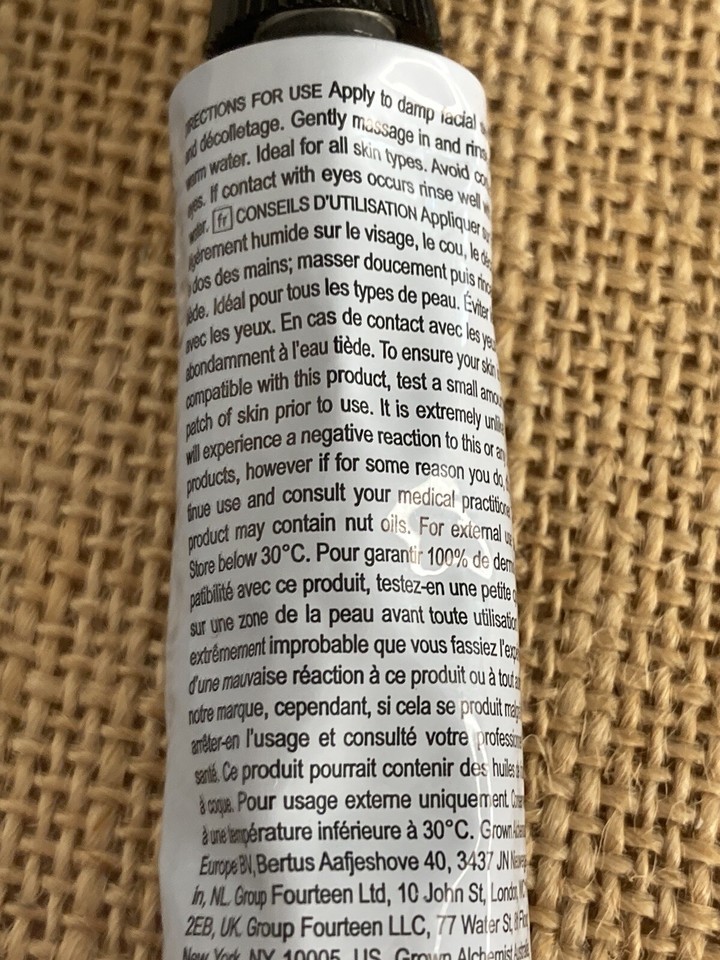 FOR USE Apply to damp facial
décolletage. Gently massage in and
water. Ideal for all skin types. Avoid
If contact with eyes occurs rinse well
fr CONSEILS D'UTILISATION Appliquer
humide sur le visage, le cou, le
dos des mains; masser doucement puis
Idéal pour tous les types de peau. Éviter
avec les yeux. En cas de contact avec les
abondamment à l'eau tiède. To ensure your skin
compatible with this product, test a small
patch of skin prior to use. It is extremely
will experience a negative reaction to this or
products, however if for some reason you do,
tinue use and consult your medical
product may contain nut oils. For external
Store below 30°C. Pour garantir 100% de
patibilité avec ce produit, testez-en une petite
sur une zone de la peau avant toute
extrêmement improbable que vous fassiez
d'une mauvaise réaction à ce produit ou à tout
notre marque, cependant, si cela se produit
arrêter-en l'usage et consulté votre
santé. Ce produit pourrait contenir des huiles
à coque. Pour usage externe uniquement.
à une température inférieure à 30°C. Grown
Europe BV, Bertus Aafjeshove 40, 3437 JN
in, NL. Group Fourteen Ltd, 10 John St, London,
2EB, UK. Group Fourteen LLC, 77 Water St,
New York, NY 10005, US. Grown Alchemist